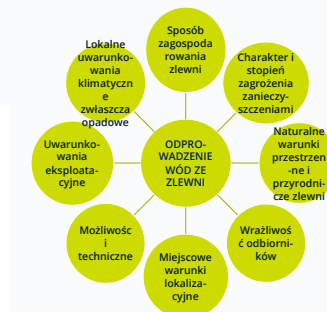 Sposób
zagospoda
rowania
zlewni
Charakter i
stopień
zagrożenia
zanieczy-
szczeniami
Naturalne
warunki
przestrzen
-ne i
przyrodni-
cze zlewni
Wrażliwoś
ć odbiorni-
ków
Miejscowe
warunki
lokaliza-
cyjne
Możliwośc
i
techniczne
Uwarunko-
wania
eksploata-
cyjne
Lokalne
uwarunko-
wania
klimatyczn
e
zwłaszcza
opadowe
ODPRO-
WADZENIE
WÓD ZE
ZLEWNI